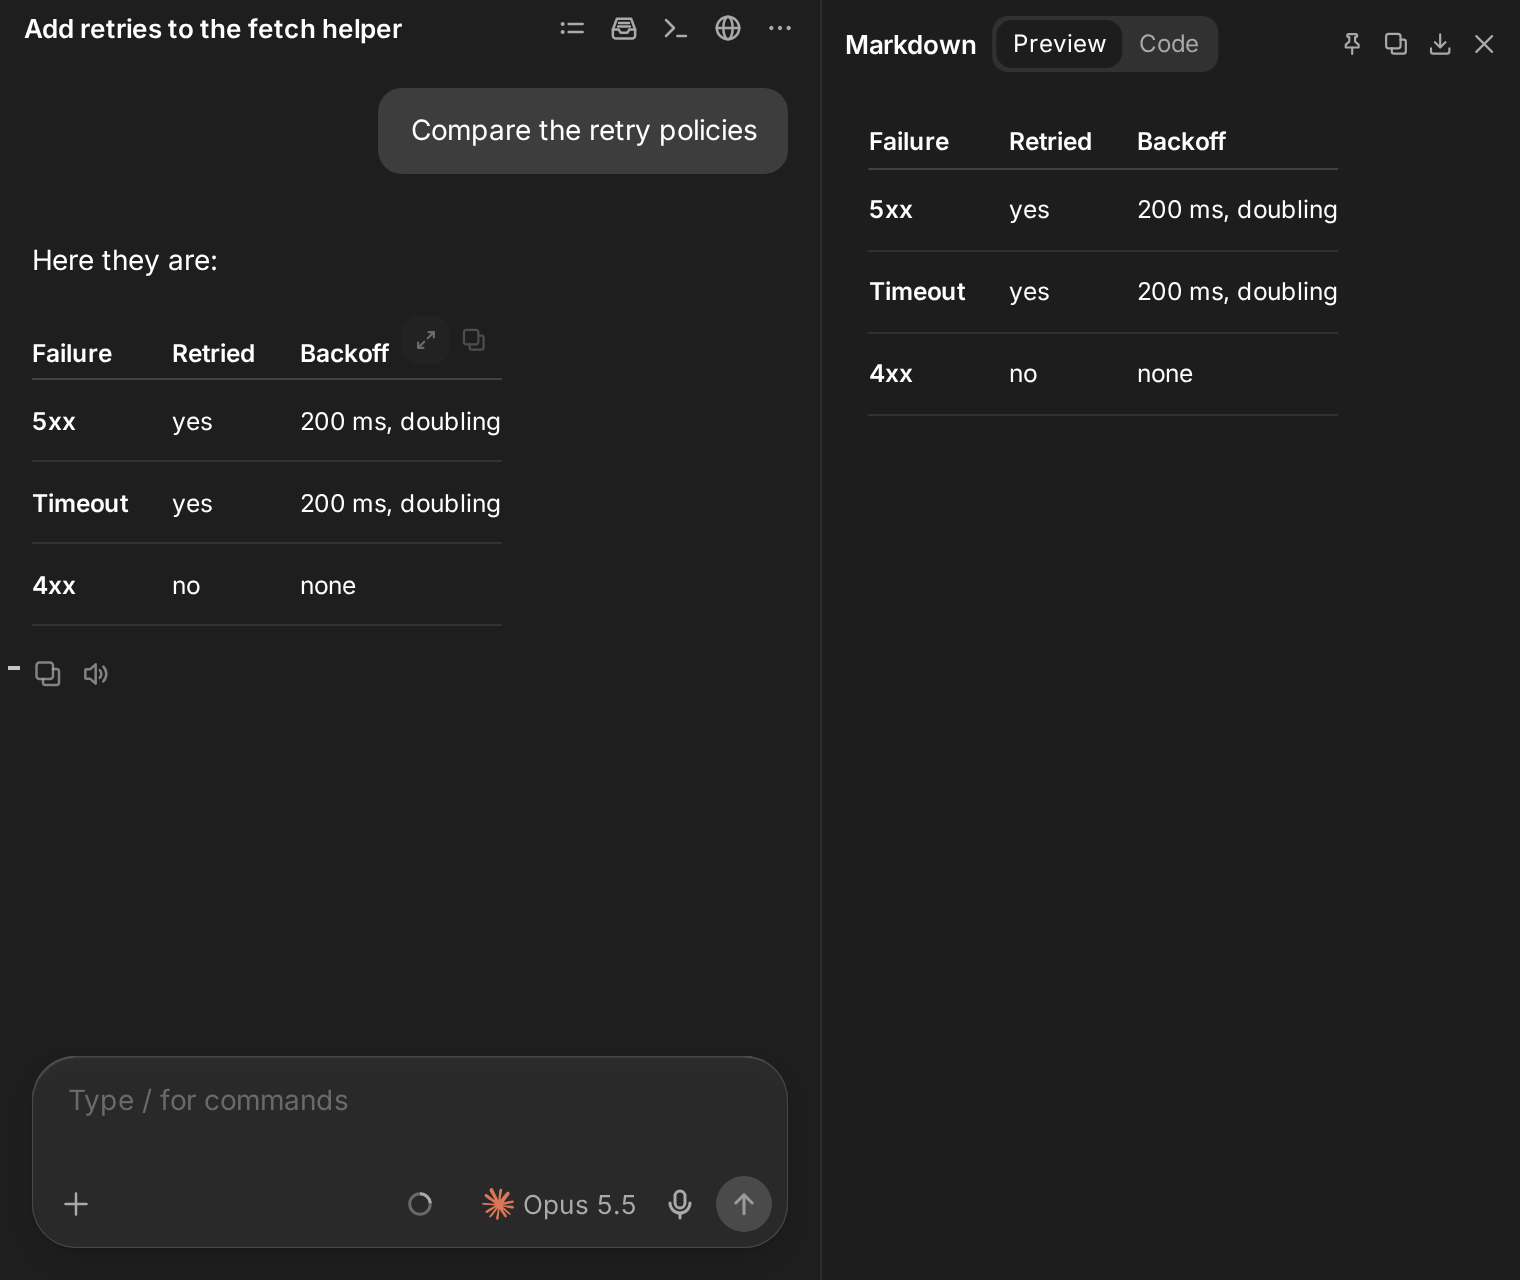 Add retries to the fetch helper
Compare the retry policies
Here they are:
Failure Retried Backoff
5xx yes 200 ms, doubling
Timeout yes 200 ms, doubling
4xx no none
Type / for commands
Opus 5.5
Markdown Preview Code
Failure Retried Backoff
5xx yes 200 ms, doubling
Timeout yes 200 ms, doubling
4xx no none